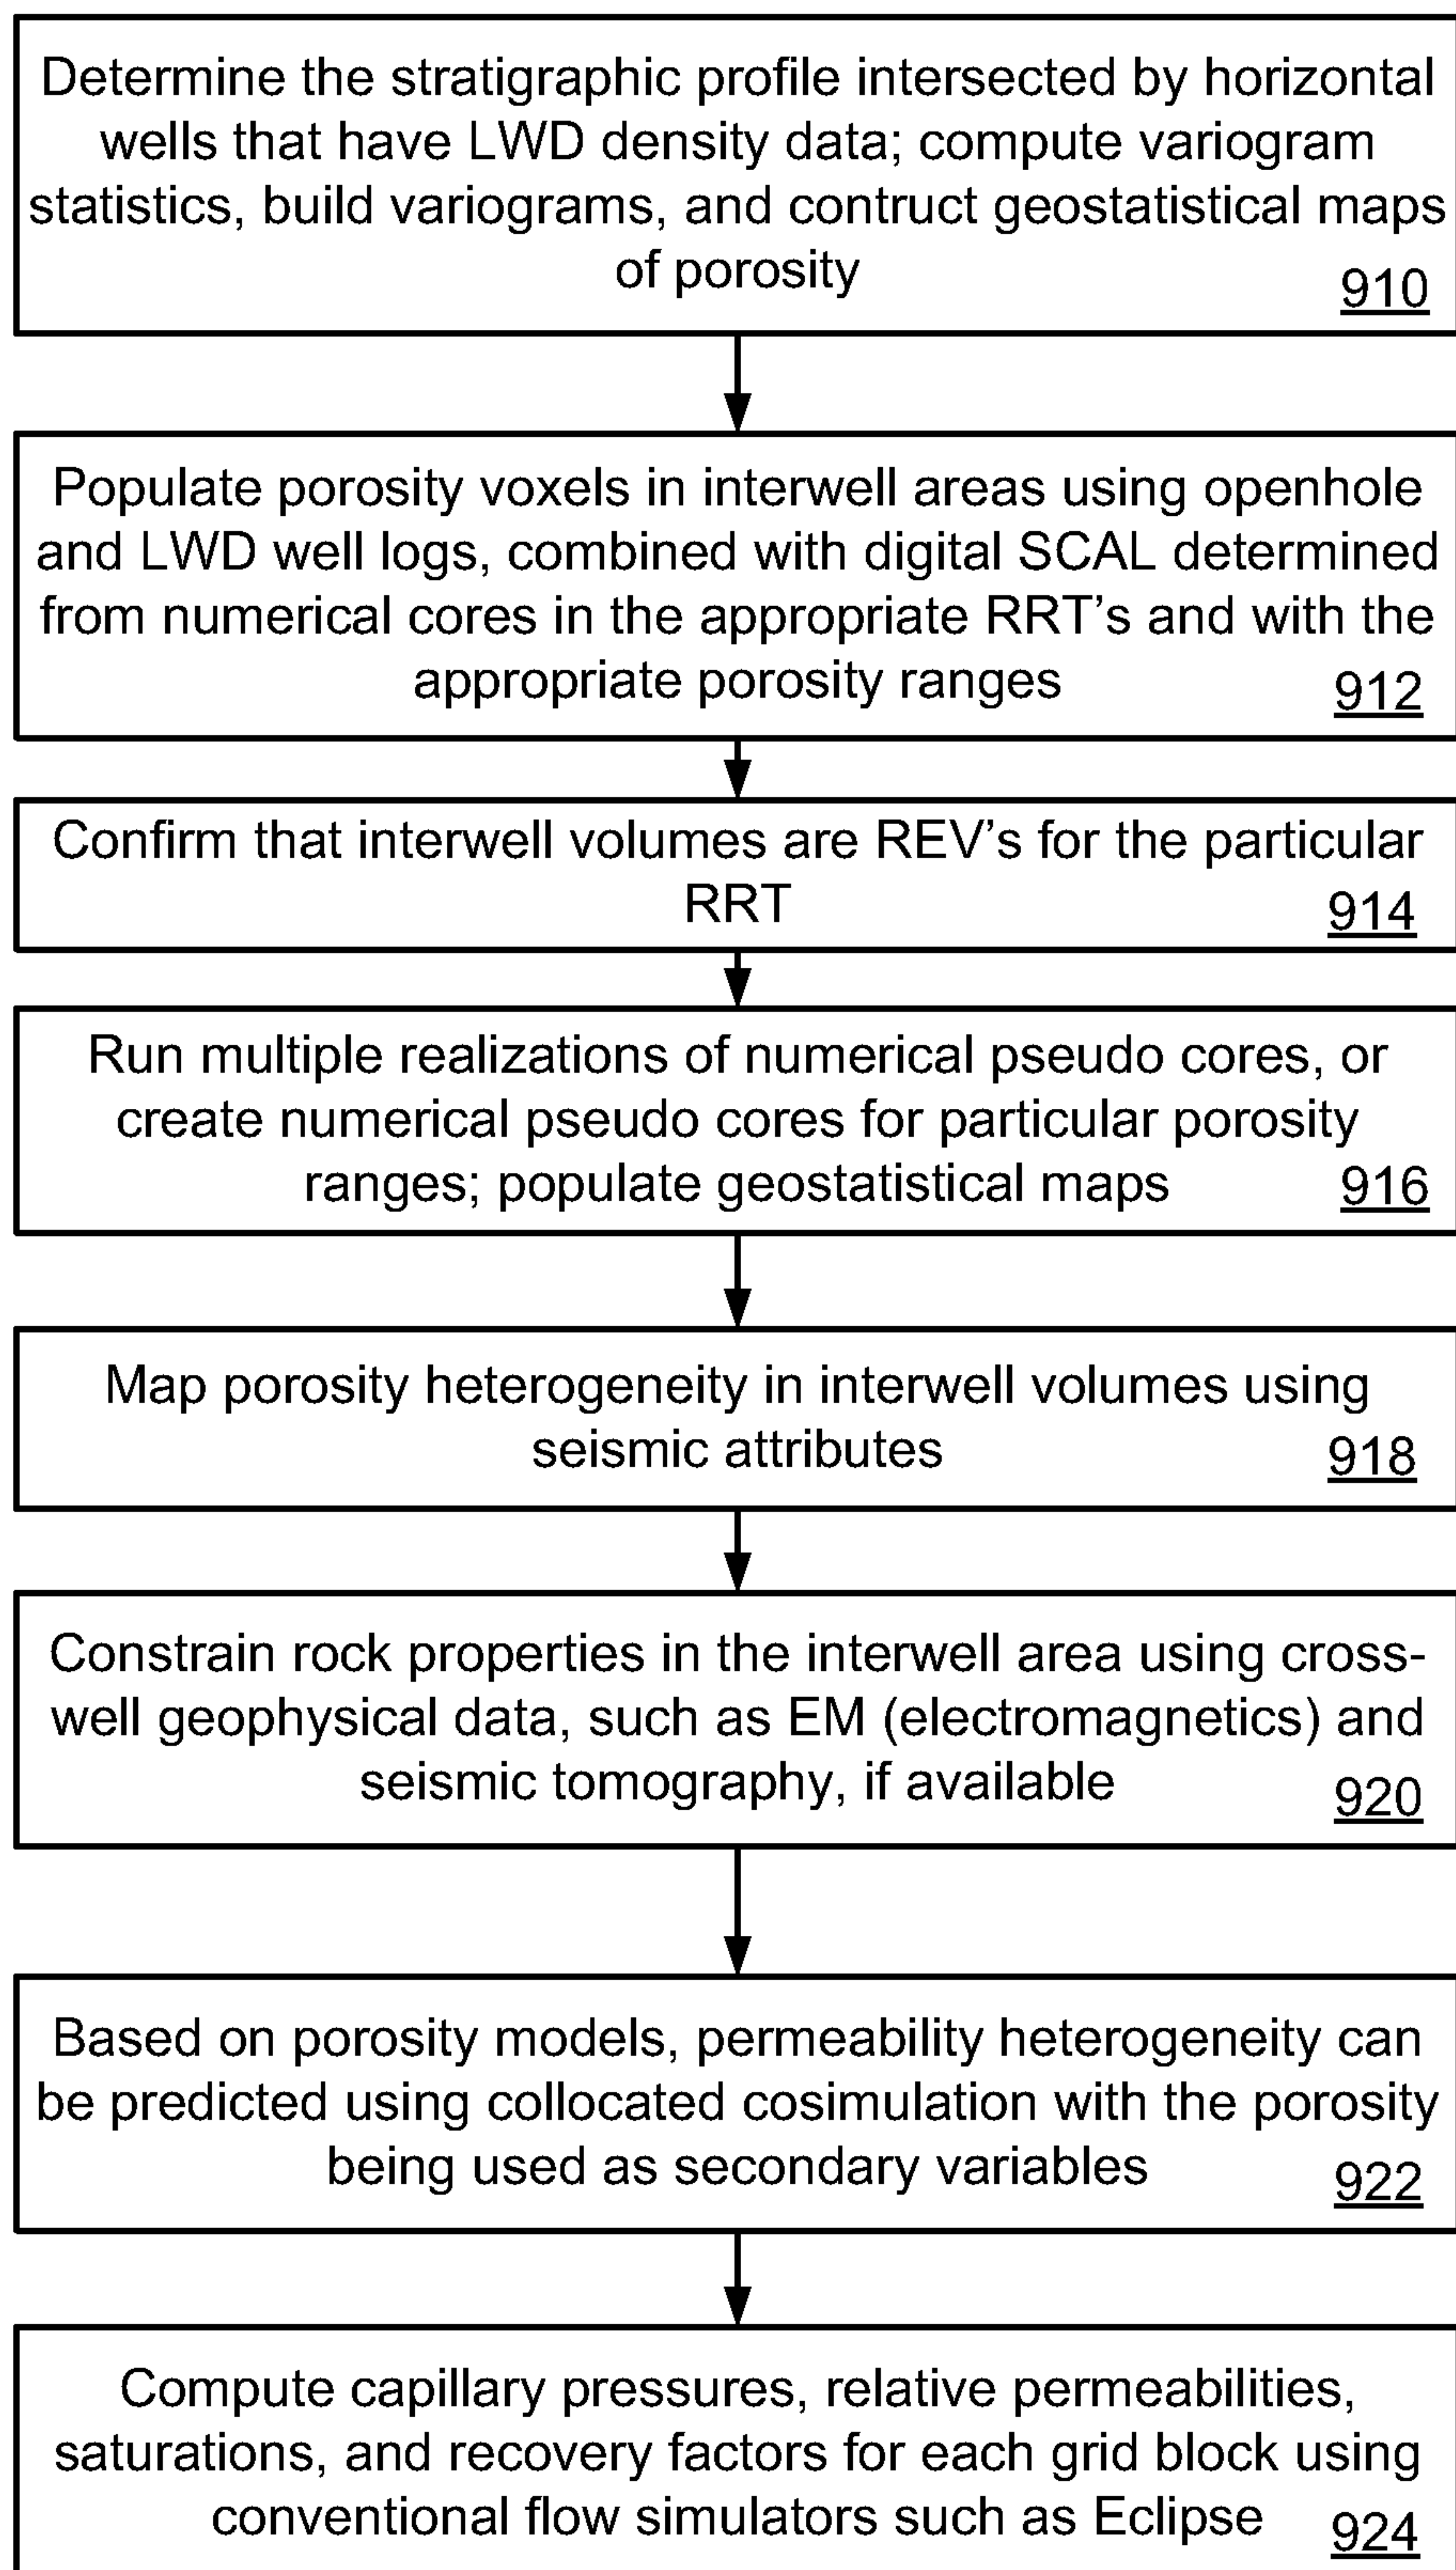 Determine the stratigraphic profile intersected by horizontal
wells that have LWD density data; compute variogram
statistics, build variograms, and contruct geostatistical maps
of porosity
910
Populate porosity voxels in interwell areas using openhole
and LWD well logs, combined with digital SCAL determined
from numerical cores in the appropriate RRT’s and with the
appropriate porosity ranges
912
Confirm that interwell volumes are REV’s for the particular
RRT
914
Run multiple realizations of numerical pseudo cores, or
create numerical pseudo cores for particular porosity
ranges; populate geostatistical maps
916
Map porosity heterogeneity in interwell volumes using
seismic attributes
918
Constrain rock properties in the interwell area using cross-
well geophysical data, such as EM (electromagnetics) and
seismic tomography, if available
920
Based on porosity models, permeability heterogeneity can
be predicted using collocated cosimulation with the porosity
being used as secondary variables
922
Compute capillary pressures, relative permeabilities,
saturations, and recovery factors for each grid block using
conventional flow simulators such as Eclipse
924